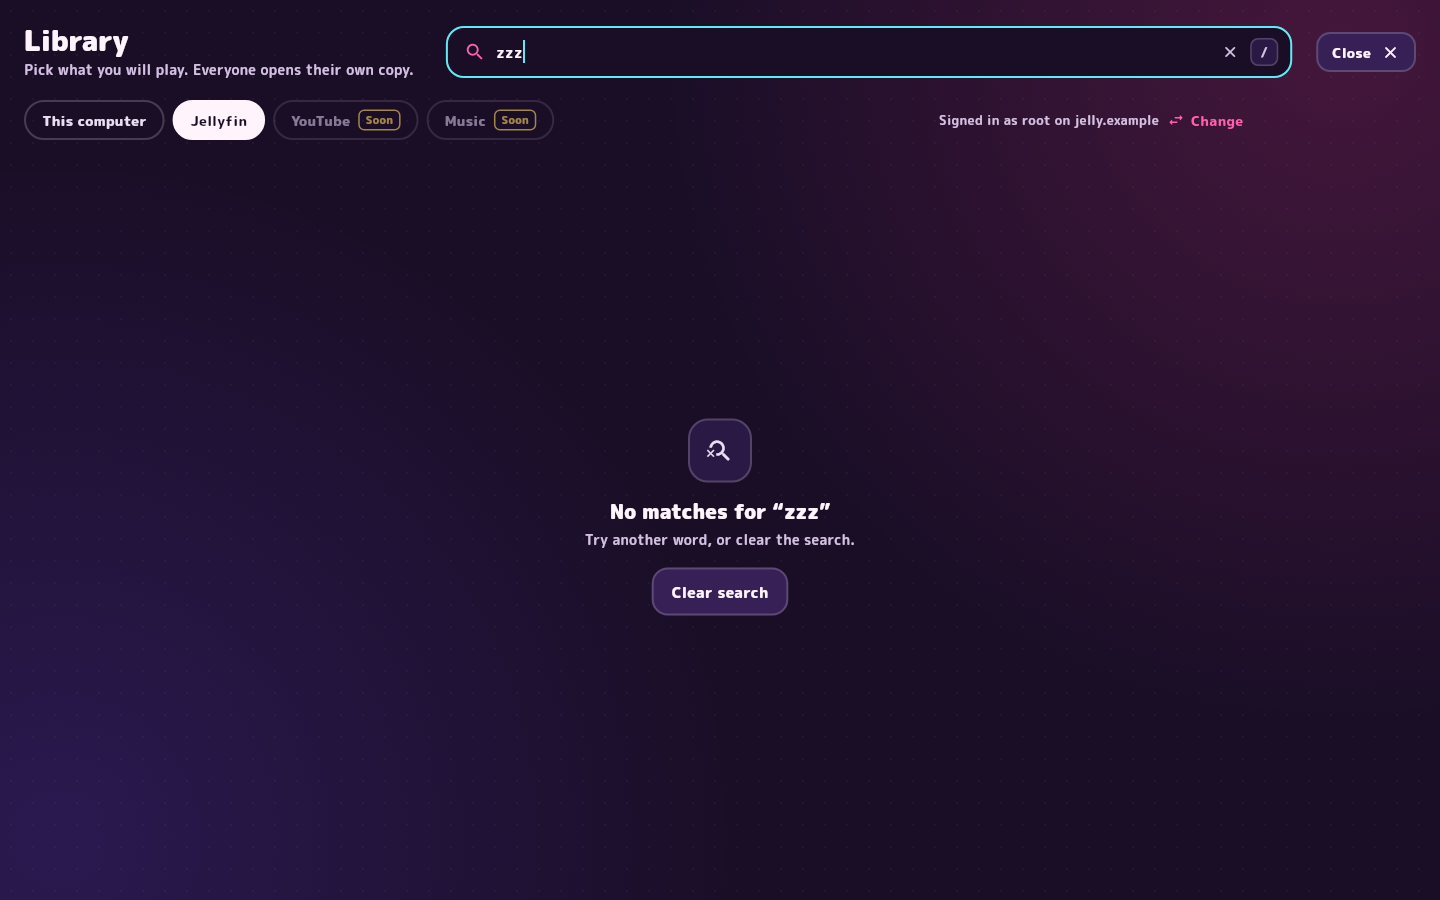 Library
Pick what you will play. Everyone opens their own copy.
zzz
/
Close
This computer
Jellyfin
YouTube Soon
Music Soon
Signed in as root on jelly.example
Change
No matches for “zzz”
Try another word, or clear the search.
Clear search